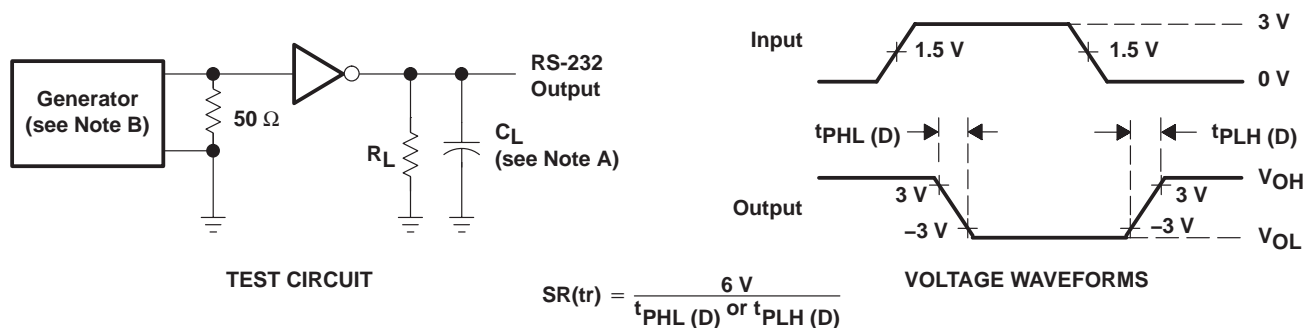 Generator
(see Note B)
50 Ω
RS-232
Output
RL
CL
(see Note A)
TEST CIRCUIT
Input
1.5 V
1.5 V
3 V
0 V
tPHL (D)
tPLH (D)
Output
3 V
–3 V
3 V
–3 V
VOH
VOL
VOLTAGE WAVEFORMS
SR(tr) = 6 V / tPHL (D) or tPLH (D)